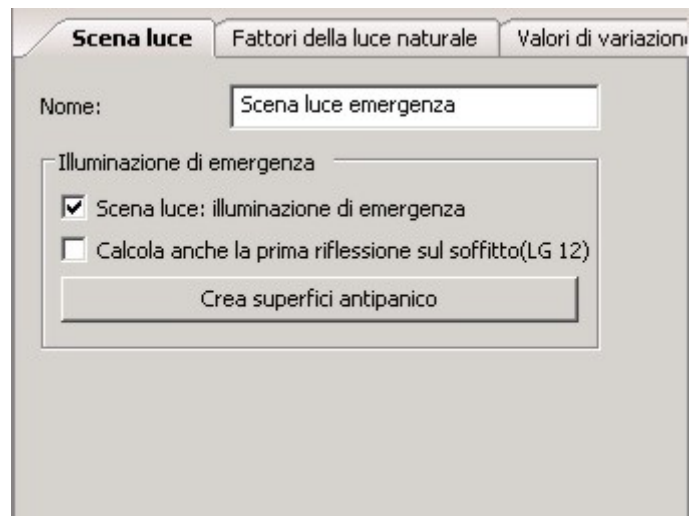 Scena luce Fattori della luce naturale Valori di variazion
Nome: Scena luce emergenza
Illuminazione di emergenza
Scena luce: illuminazione di emergenza
Calcola anche la prima riflessione sul soffitto(LG 12)
Crea superfici antipanico